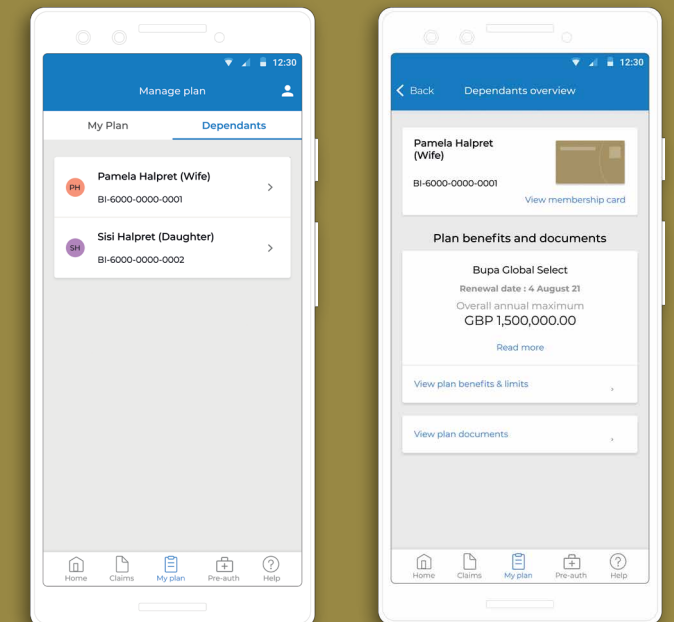 12:30
Manage plan
My Plan
Dependants
PH
Pamela Halpret (Wife)
BI-6000-0000-0001
SH
Sisi Halpret (Daughter)
BI-6000-0000-0002
Home
Claims
My plan
Pre-auth
Help
12:30
Back
Dependants overview
Pamela Halpret
(Wife)
BI-6000-0000-0001
View membership card
Plan benefits and documents
Bupa Global Select
Renewal date : 4 August 21
Overall annual maximum
GBP 1,500,000.00
Read more
View plan benefits & limits
View plan documents
Home
Claims
My plan
Pre-auth
Help